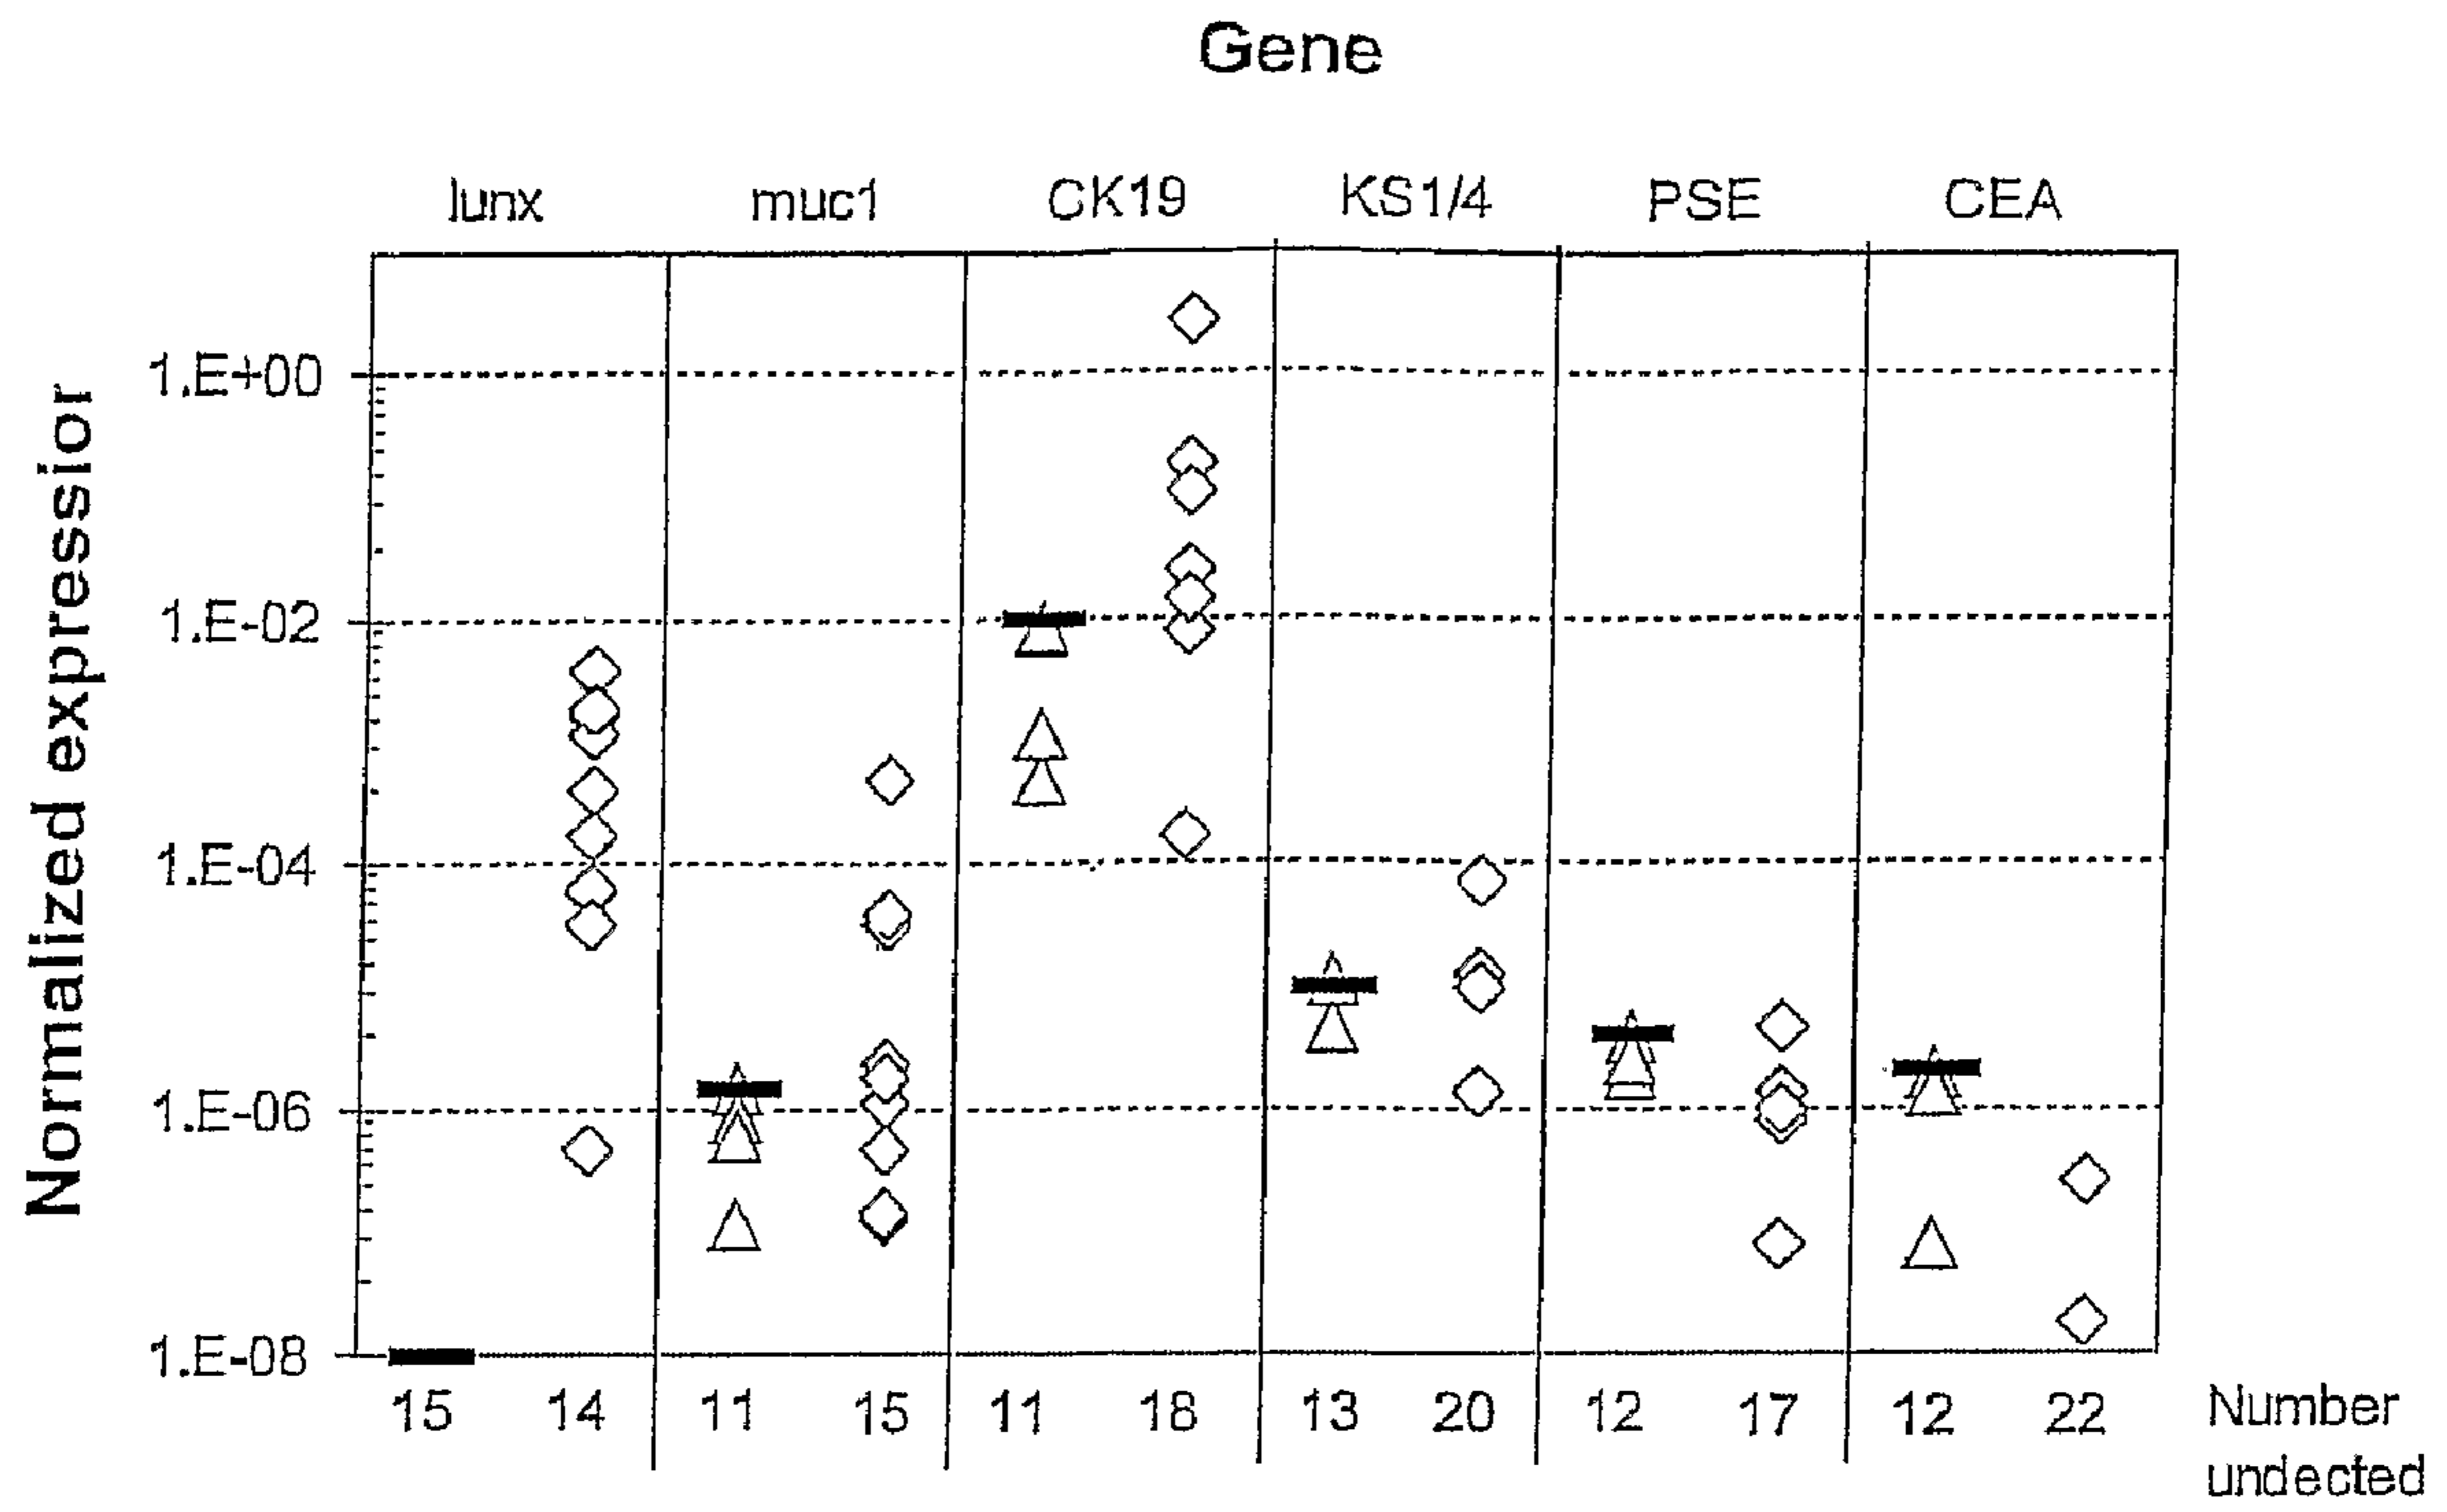 Gene
lunx muc1 CK19 KS1/4 PSE CEA
Normalized expression
1.E+00
1.E-02
1.E-04
1.E-06
1.E-08
15 14 11 15 11 18 13 20 12 17 12 22 Number
undected